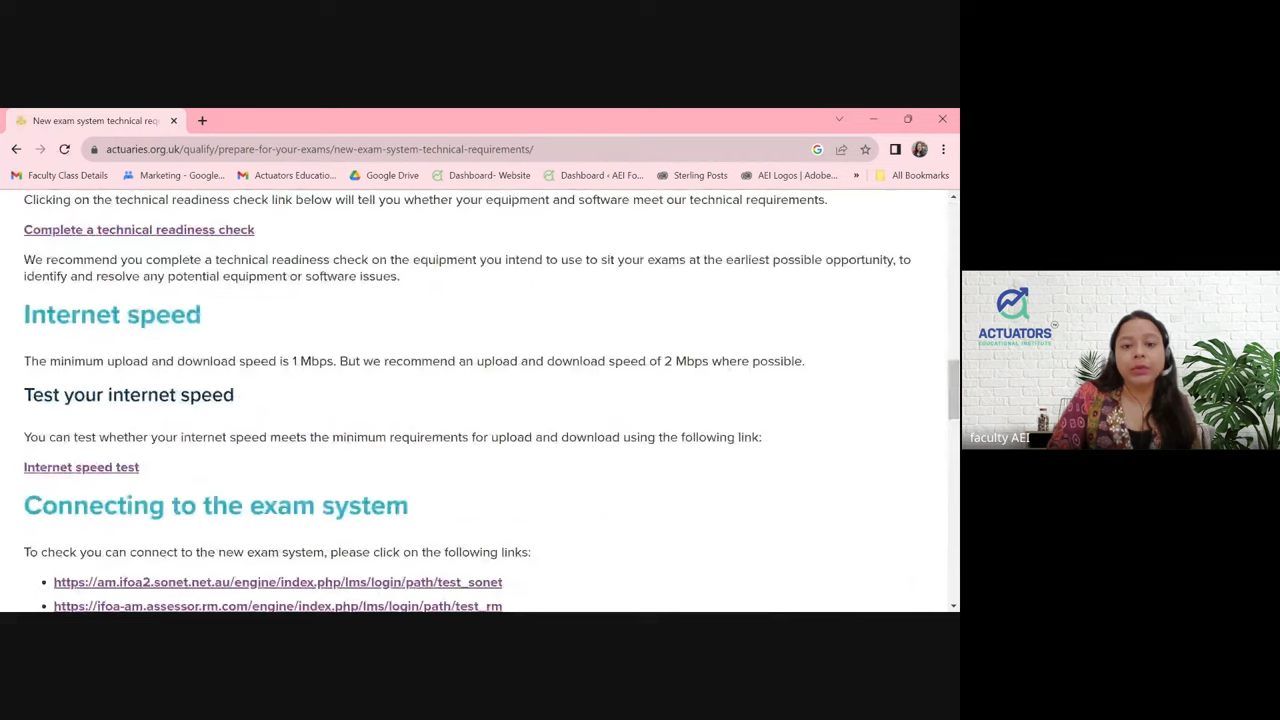 New exam system technical req
actuaries.org.uk/qualify/prepare-for-your-exams/new-exam-system-technical-requirements/
Faculty Class Details
Marketing - Google...
Actuators Educatio...
Google Drive
Dashboard- Website
Dashboard ‹ AEI Fo...
Sterling Posts
AEI Logos | Adobe...
»
All Bookmarks
Clicking on the technical readiness check link below will tell you whether your equipment and software meet our technical requirements.
Complete a technical readiness check
We recommend you complete a technical readiness check on the equipment you intend to use to sit your exams at the earliest possible opportunity, to
identify and resolve any potential equipment or software issues.
Internet speed
The minimum upload and download speed is 1 Mbps. But we recommend an upload and download speed of 2 Mbps where possible.
Test your internet speed
You can test whether your internet speed meets the minimum requirements for upload and download using the following link:
Internet speed test
Connecting to the exam system
To check you can connect to the new exam system, please click on the following links:
• https://am.ifoa2.sonet.net.au/engine/index.php/lms/login/path/test_sonet
• https://ifoa-am.assessor.rm.com/engine/index.php/lms/login/path/test_rm
ACTUATORS
EDUCATIONAL INSTITUTE
faculty AEI